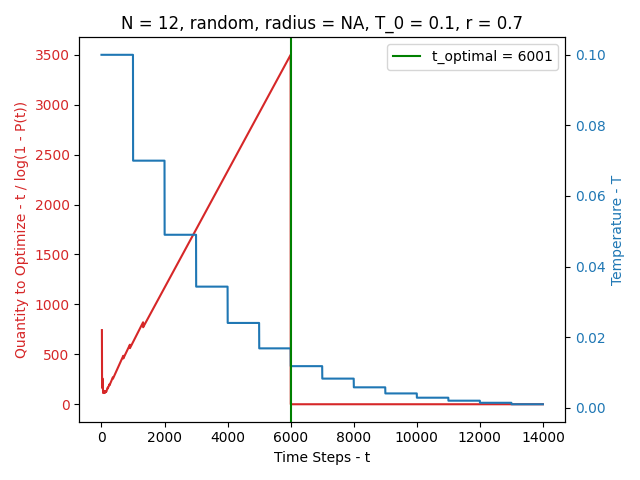 N = 12, random, radius = NA, T_0 = 0.1, r = 0.7
Quantity to Optimize - t / log(1 - P(t))
3500
3000
2500
2000
1500
1000
500
0
t_optimal = 6001
0.10
0.08
0.06
0.04
0.02
0.00
Temperature - T
0 2000 4000 6000 8000 10000 12000 14000
Time Steps - t